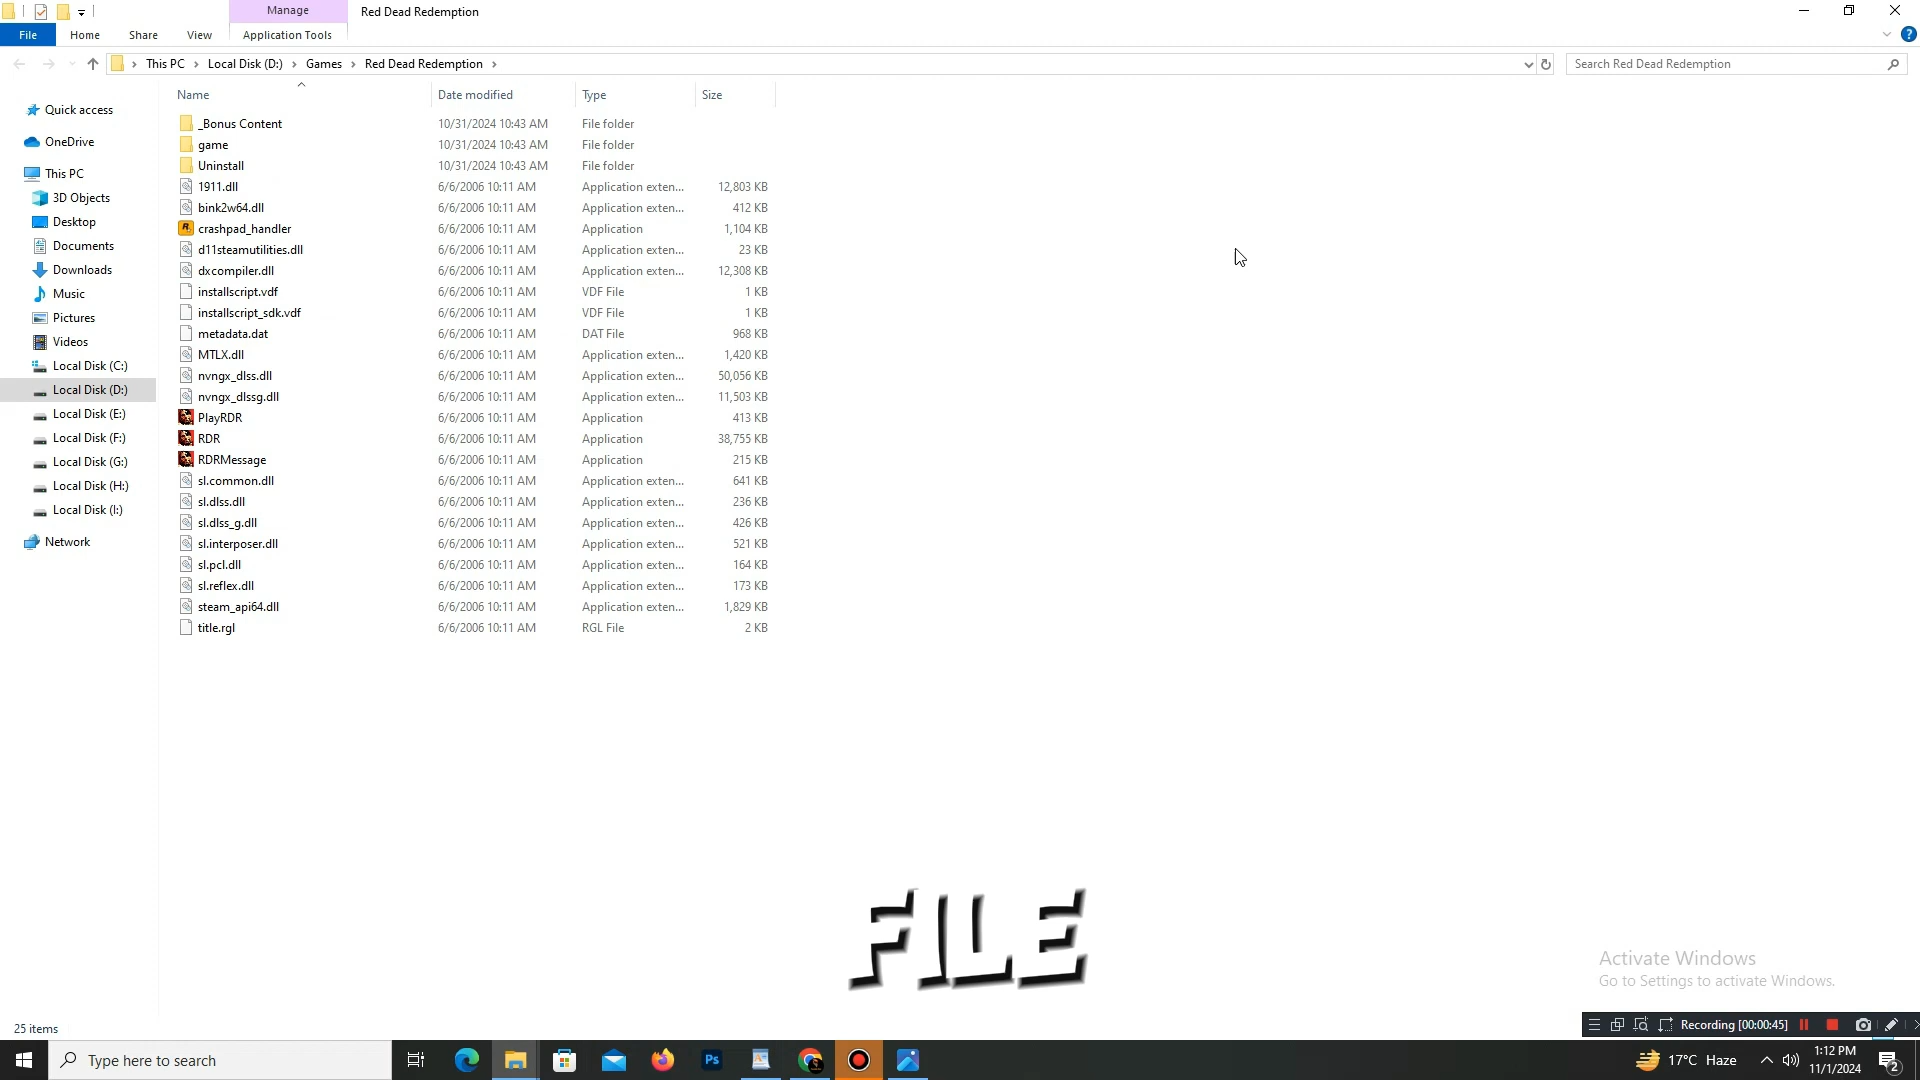 Manage
Red Dead Redemption
File
Home
Share
View
Application Tools
This PC
Local Disk (D:)
Games
Red Dead Redemption
Search Red Dead Redemption
Name
Date modified
Type
Size
Quick access
OneDrive
This PC
3D Objects
Desktop
Documents
Downloads
Music
Pictures
Videos
Local Disk (C:)
Local Disk (D:)
Local Disk (E:)
Local Disk (F:)
Local Disk (G:)
Local Disk (H:)
Local Disk (I:)
Network
_Bonus Content 10/31/2024 10:43 AM File folder
game 10/31/2024 10:43 AM File folder
Uninstall 10/31/2024 10:43 AM File folder
1911.dll 6/6/2006 10:11 AM Application exten... 12,803 KB
bink2w64.dll 6/6/2006 10:11 AM Application exten... 412 KB
crashpad_handler 6/6/2006 10:11 AM Application 1,104 KB
d11steamutilities.dll 6/6/2006 10:11 AM Application exten... 23 KB
dxcompiler.dll 6/6/2006 10:11 AM Application exten... 12,308 KB
installscript.vdf 6/6/2006 10:11 AM VDF File 1 KB
installscript_sdk.vdf 6/6/2006 10:11 AM VDF File 1 KB
metadata.dat 6/6/2006 10:11 AM DAT File 968 KB
MTLX.dll 6/6/2006 10:11 AM Application exten... 1,420 KB
nvngx_dlss.dll 6/6/2006 10:11 AM Application exten... 50,056 KB
nvngx_dlssg.dll 6/6/2006 10:11 AM Application exten... 11,503 KB
PlayRDR 6/6/2006 10:11 AM Application 413 KB
RDR 6/6/2006 10:11 AM Application 38,755 KB
RDRMessage 6/6/2006 10:11 AM Application 215 KB
sl.common.dll 6/6/2006 10:11 AM Application exten... 641 KB
sl.dlss.dll 6/6/2006 10:11 AM Application exten... 236 KB
sl.dlss_g.dll 6/6/2006 10:11 AM Application exten... 426 KB
sl.interposer.dll 6/6/2006 10:11 AM Application exten... 521 KB
sl.pcl.dll 6/6/2006 10:11 AM Application exten... 164 KB
sl.reflex.dll 6/6/2006 10:11 AM Application exten... 173 KB
steam_api64.dll 6/6/2006 10:11 AM Application exten... 1,829 KB
title.rgl 6/6/2006 10:11 AM RGL File 2 KB
FILE
Activate Windows
Go to Settings to activate Windows.
25 items
Recording [00:00:45]
Type here to search
Ps
17°C Haze
1:12 PM
11/1/2024
2